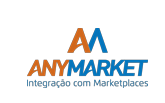 ANYMARKET
Integração com Marketplaces